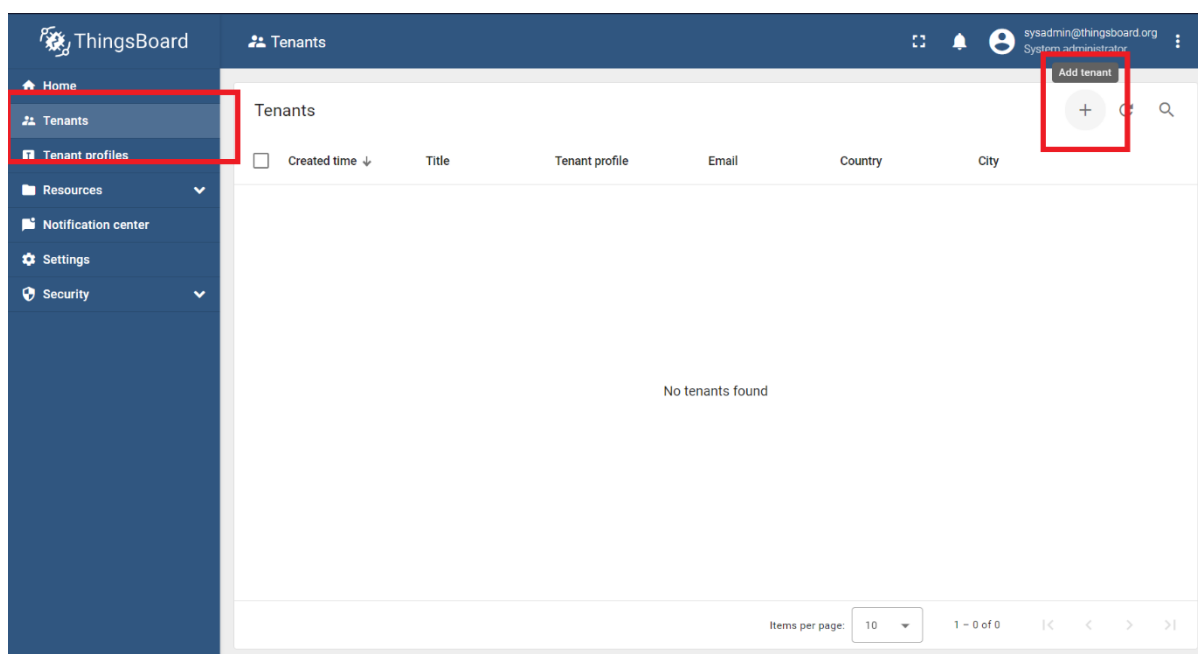 ThingsBoard
Tenants
sysadmin@thingsboard.org
System administrator
Add tenant
Home
Tenants
Tenant profiles
Resources
Notification center
Settings
Security
Tenants
Created time Title Tenant profile Email Country City
No tenants found
Items per page: 10 1 – 0 of 0